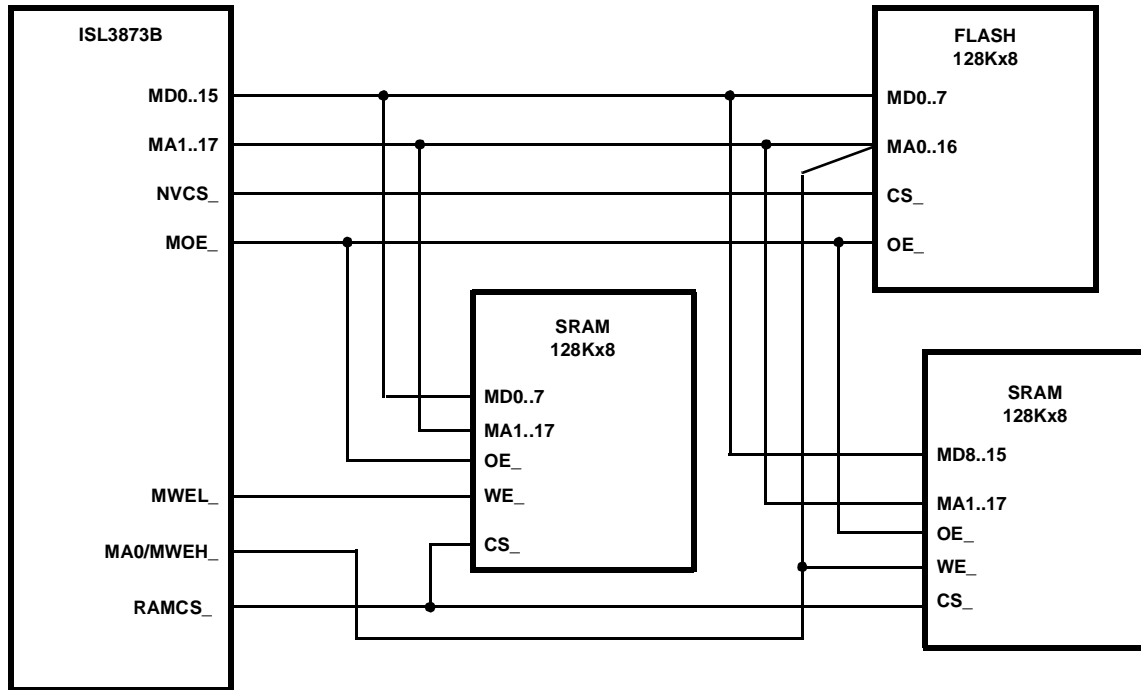 ISL3873B
MD0..15
MA1..17
NVCS_
MOE_
MWEL_
MA0/MWEH_
RAMCS_
SRAM
128Kx8
MD0..7
MA1..17
OE_
WE_
CS_
FLASH
128Kx8
MD0..7
MA0..16
CS_
OE_
SRAM
128Kx8
MD8..15
MA1..17
OE_
WE_
CS_